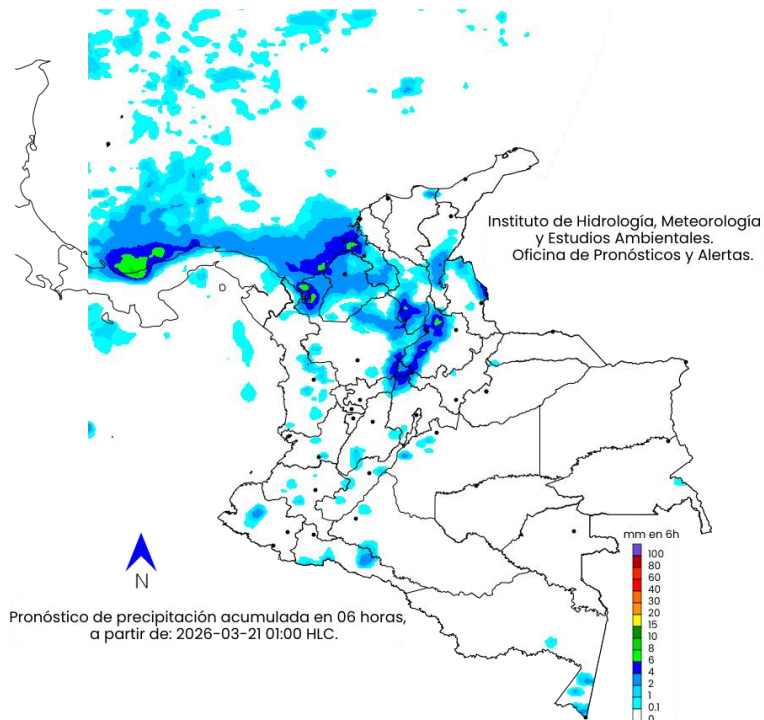 Instituto de Hidrología, Meteorología
y Estudios Ambientales.
Oficina de Pronósticos y Alertas.
N
Pronóstico de precipitación acumulada en 06 horas,
a partir de: 2026-03-21 01:00 HLC.
mm en 6h
100
80
60
40
30
20
15
10
8
6
4
2
1
0.1
0